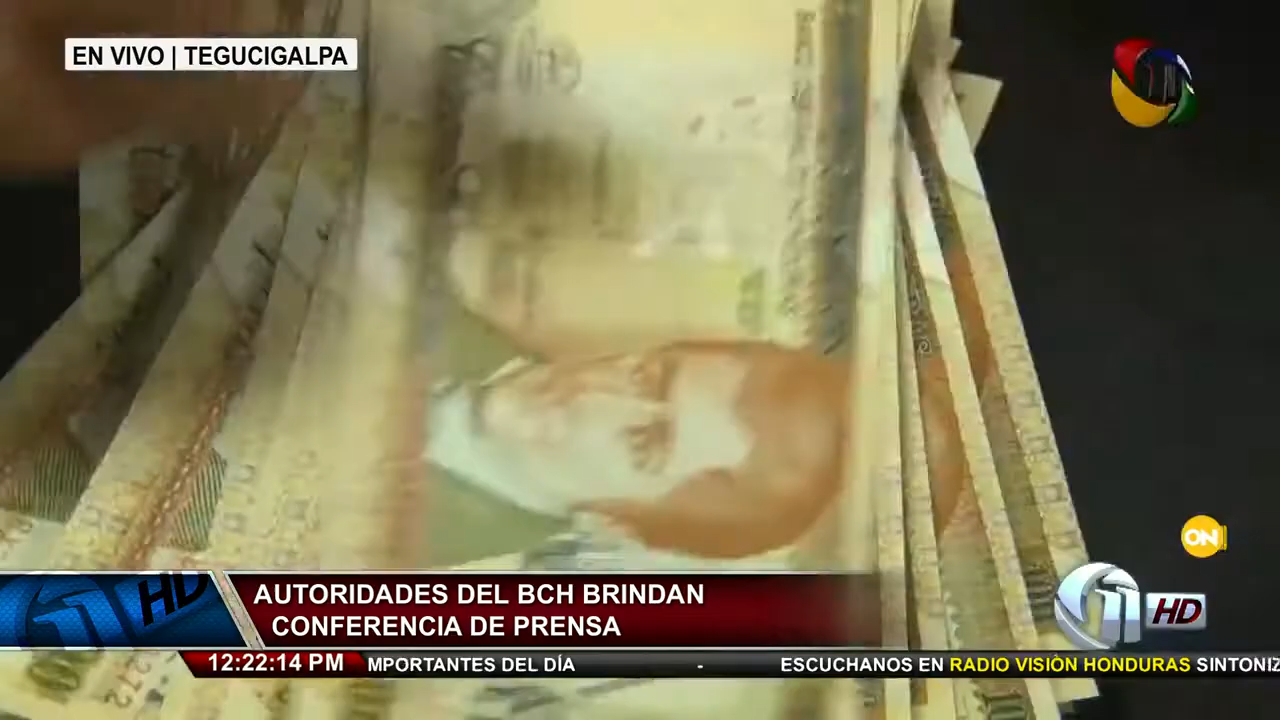 EN VIVO | TEGUCIGALPA
ON
HD
AUTORIDADES DEL BCH BRINDAN
CONFERENCIA DE PRENSA
HD
12:22:14 PM MPORTANTES DEL DÍA - ESCUCHANOS EN RADIO VISIÒN HONDURAS SINTONIZ